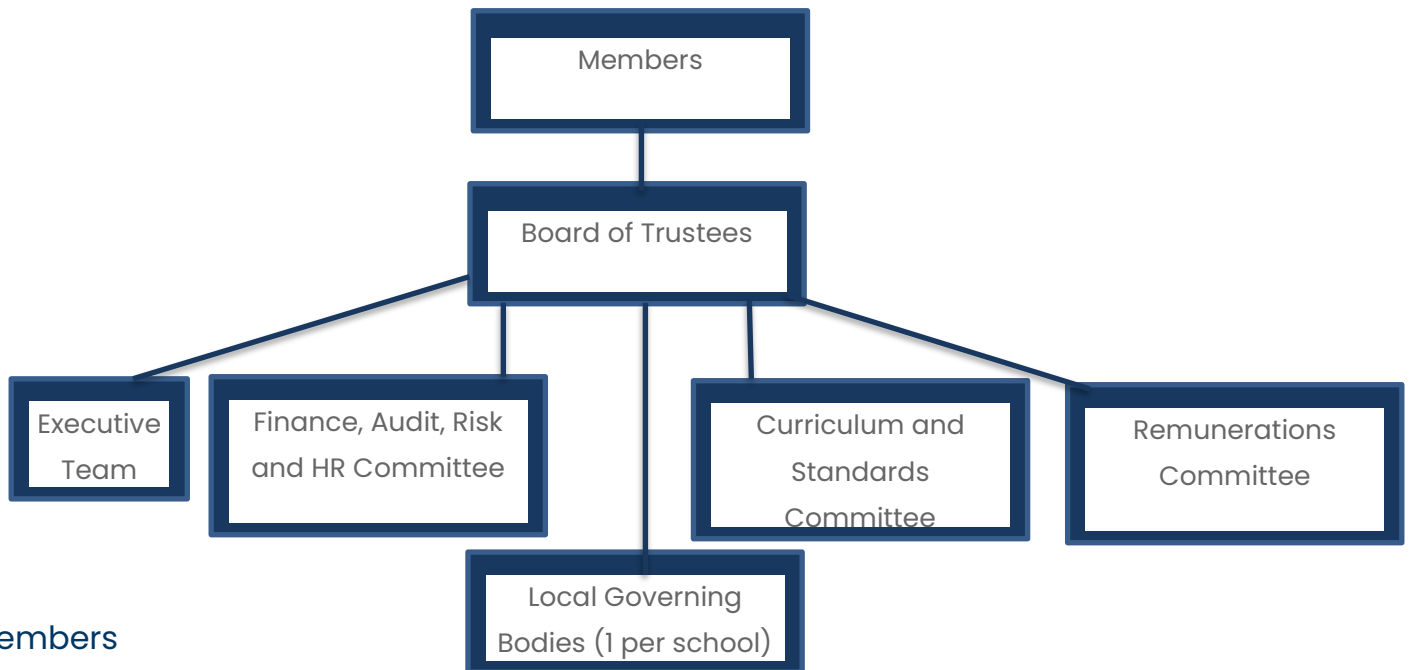 Members
Board of Trustees
Executive
Team
Finance, Audit, Risk
and HR Committee
Curriculum and
Standards
Committee
Remunerations
Committee
Local Governing
Bodies (1 per school)
embers